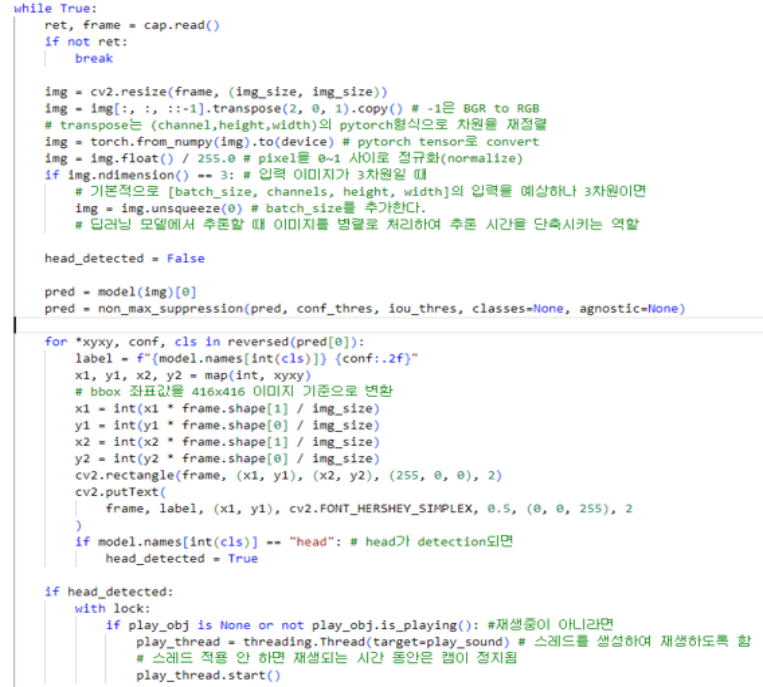 while True:
    ret, frame = cap.read()
    if not ret:
        break

    img = cv2.resize(frame, (img_size, img_size))
    img = img[:, :, ::-1].transpose(2, 0, 1).copy() # -1은 BGR to RGB
    # transpose는 (channel,height,width)의 pytorch형식으로 차원을 재정렬
    img = torch.from_numpy(img).to(device) # pytorch tensor로 convert
    img = img.float() / 255.0 # pixel을 0~1 사이로 정규화(normalize)
    if img.ndimension() == 3: # 입력 이미지가 3차원일 때
        # 기본적으로 [batch_size, channels, height, width]의 입력을 예상하나 3차원이면
        img = img.unsqueeze(0) # batch_size를 추가한다.
        # 딥러닝 모델에서 추론할 때 이미지를 병렬로 처리하여 추론 시간을 단축시키는 역할

    head_detected = False

    pred = model(img)[0]
    pred = non_max_suppression(pred, conf_thres, iou_thres, classes=None, agnostic=None)

    for *xyxy, conf, cls in reversed(pred[0]):
        label = f"{model.names[int(cls)]} {conf:.2f}"
        x1, y1, x2, y2 = map(int, xyxy)
        # bbox 좌표값을 416x416 이미지 기준으로 변환
        x1 = int(x1 * frame.shape[1] / img_size)
        y1 = int(y1 * frame.shape[0] / img_size)
        x2 = int(x2 * frame.shape[1] / img_size)
        y2 = int(y2 * frame.shape[0] / img_size)
        cv2.rectangle(frame, (x1, y1), (x2, y2), (255, 0, 0), 2)
        cv2.putText(
            frame, label, (x1, y1), cv2.FONT_HERSHEY_SIMPLEX, 0.5, (0, 0, 255), 2
        )
        if model.names[int(cls)] == "head": # head가 detection되면
            head_detected = True

    if head_detected:
        with lock:
            if play_obj is None or not play_obj.is_playing(): #재생중이 아니라면
                play_thread = threading.Thread(target=play_sound) # 스레드를 생성하여 재생하도록 함
                # 스레드 적용 안 하면 재생되는 시간 동안은 캠이 정지됨
                play_thread.start()